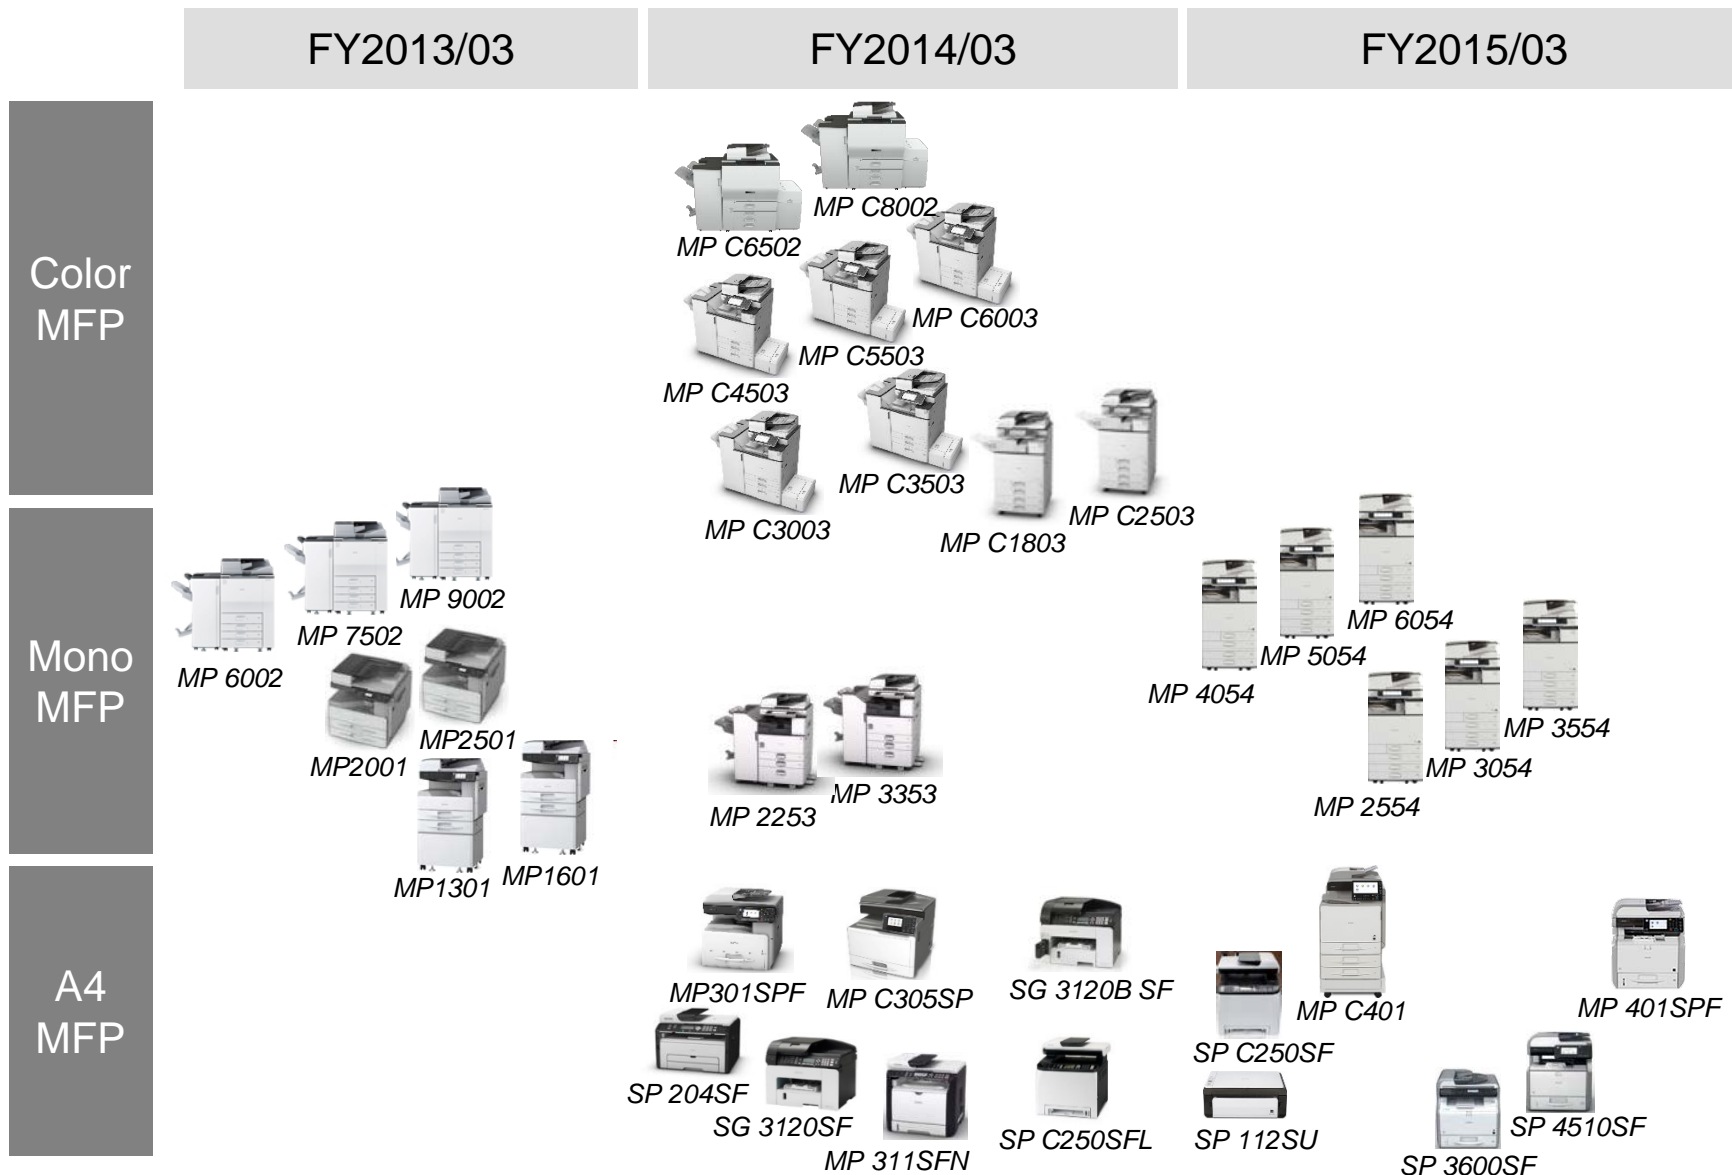 FY2013/03
FY2014/03
FY2015/03
Color
MFP
MP C8002
MP C6502
MP C6003
MP C5503
MP C4503
MP C3503
MP C2503
MP C3003
MP C1803
Mono
MFP
MP 9002
MP 7502
MP 6002
MP2501
MP2001
MP1601
MP1301
MP 3353
MP 2253
MP 6054
MP 5054
MP 4054
MP 3554
MP 3054
MP 2554
A4
MFP
MP301SPF
MP C305SP
SG 3120B SF
SP 204SF
SG 3120SF
MP 311SFN
SP C250SFL
MP C401
MP 401SPF
SP C250SF
SP 112SU
SP 4510SF
SP 3600SF